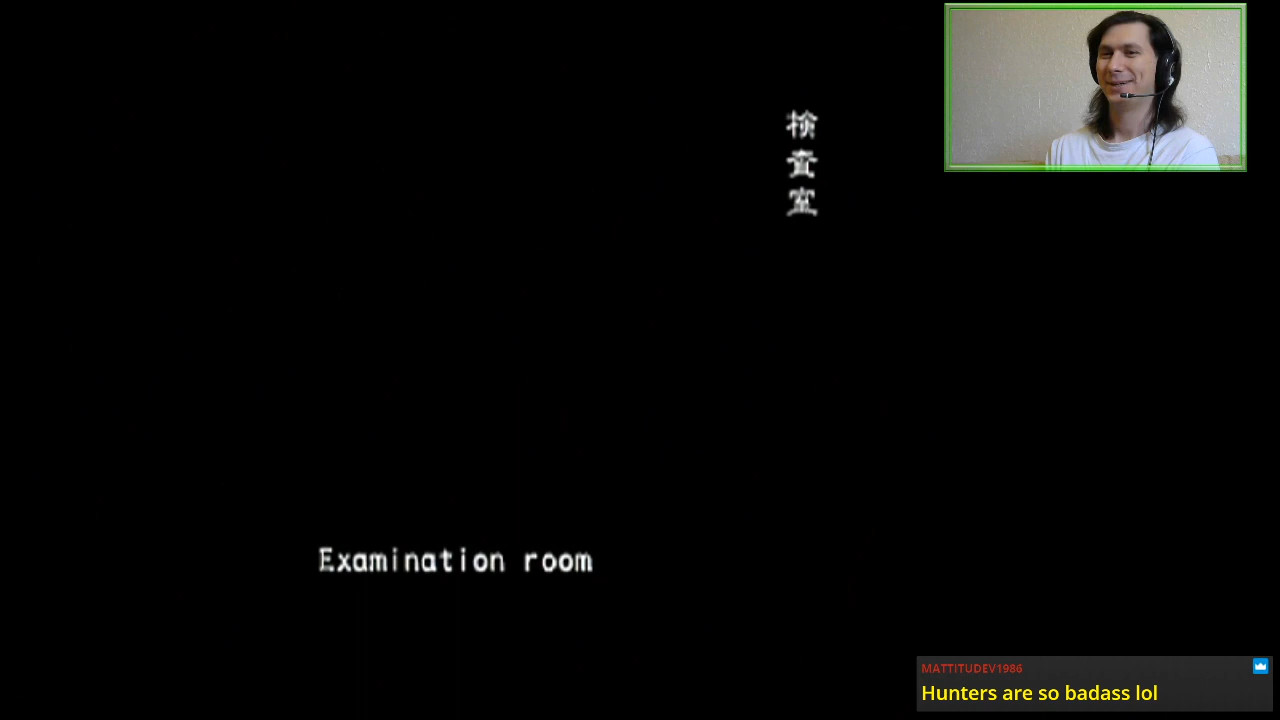 検査室
Examination room
MATTITUDEV1986
Hunters are so badass lol